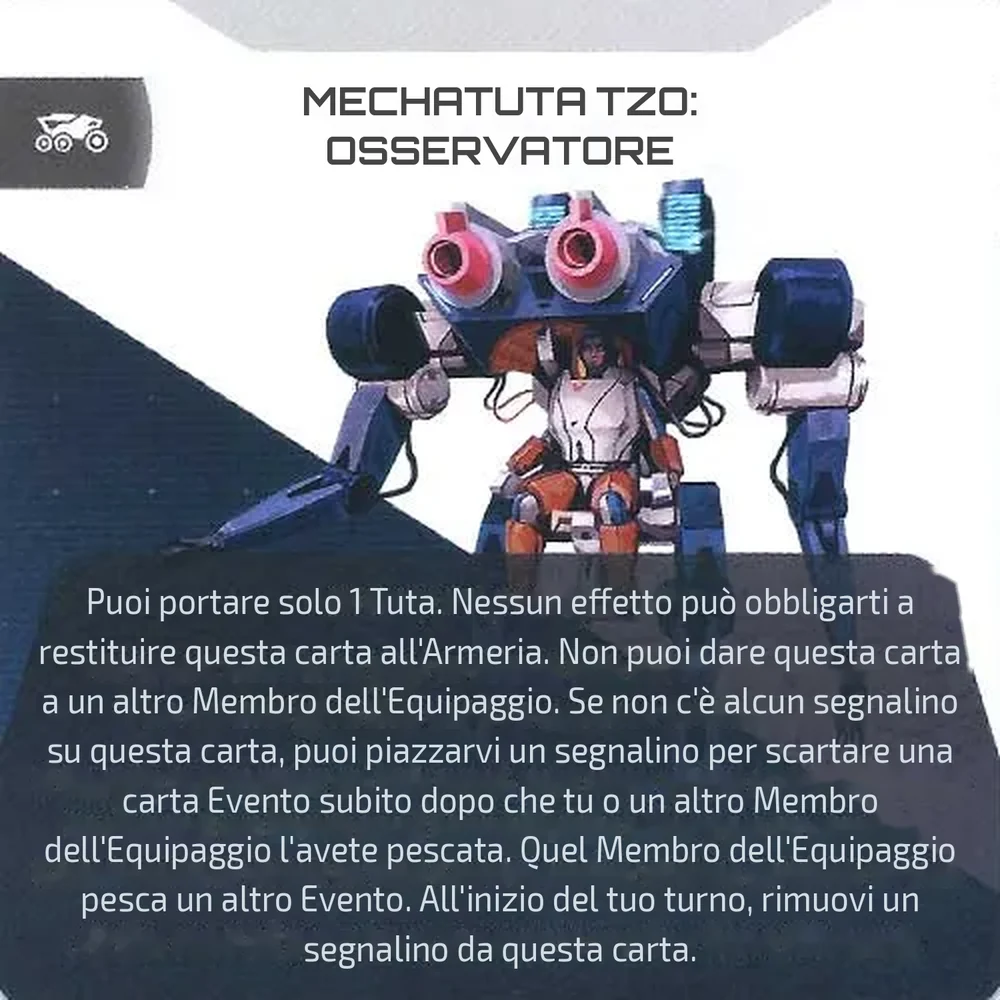 MECHATUTA TZO:
OSSERVATORE
Puoi portare solo 1 Tuta. Nessun effetto può obbligarti a
restituire questa carta all'Armeria. Non puoi dare questa carta
a un altro Membro dell'Equipaggio. Se non c'è alcun segnalino
su questa carta, puoi piazzarvi un segnalino per scartare una
carta Evento subito dopo che tu o un altro Membro
dell'Equipaggio l'avete pescata. Quel Membro dell'Equipaggio
pesca un altro Evento. All'inizio del tuo turno, rimuovi un
segnalino da questa carta.